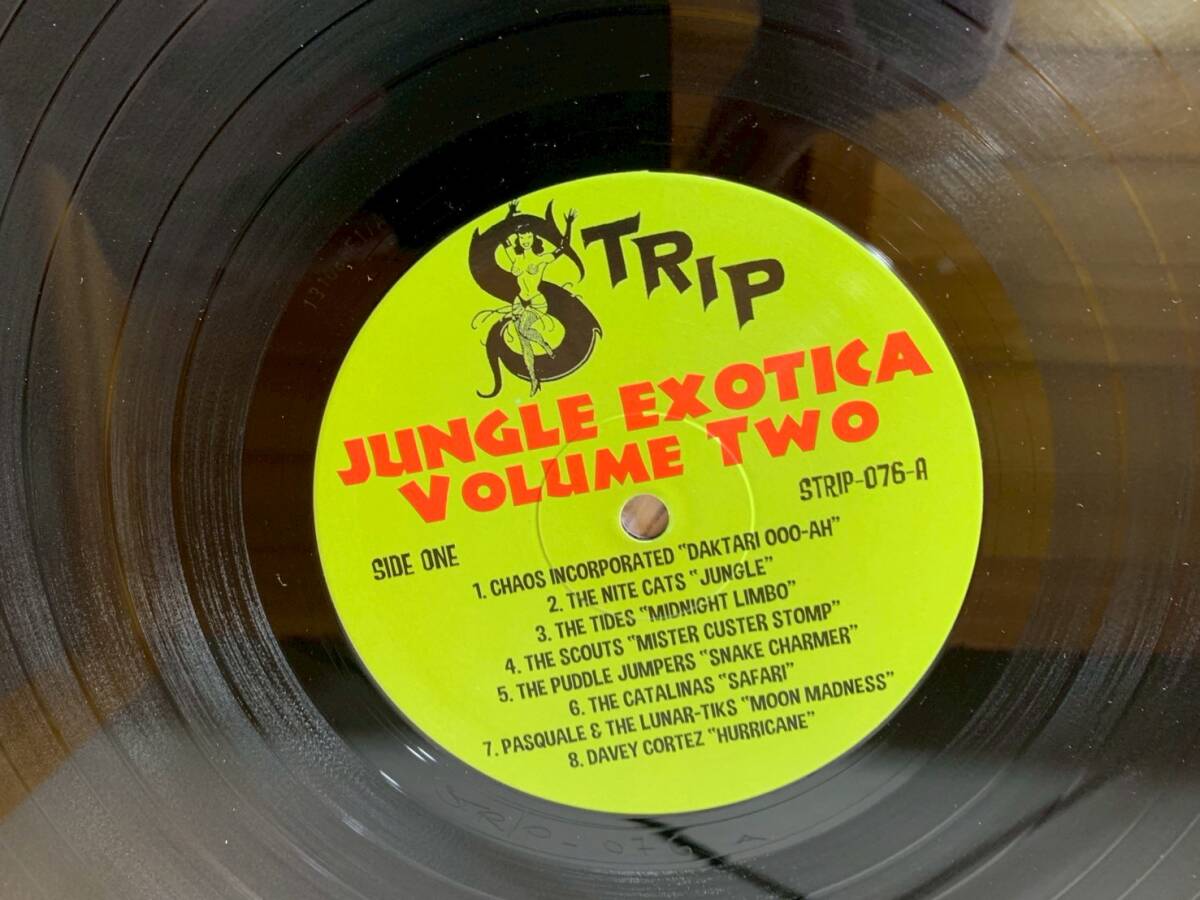 STRIP
JUNGLE EXOTICA
VOLUME TWO
STRIP-076-A
SIDE ONE
1. CHAOS INCORPORATED "DAKTARI OOO-AH"
2. THE NITE CATS "JUNGLE"
3. THE TIDES "MIDNIGHT LIMBO"
4. THE SCOUTS "MISTER CUSTER STOMP"
5. THE PUDDLE JUMPERS "SNAKE CHARMER"
6. THE CATALINAS "SAFARI"
7. PASQUALE & THE LUNAR-TIKS "MOON MADNESS"
8. DAVEY CORTEZ "HURRICANE"